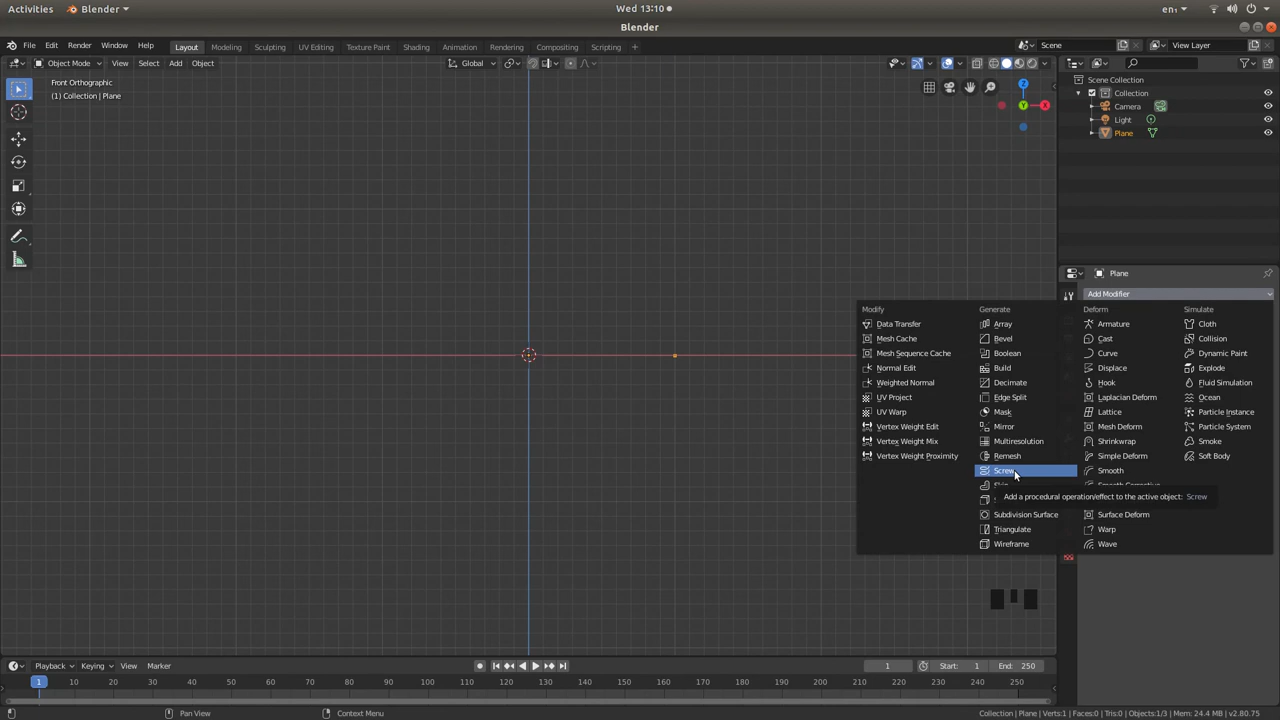 Activities Blender Wed 13:10 en₁
Blender
File Edit Render Window Help Layout Modeling Sculpting UV Editing Texture Paint Shading Animation Rendering Compositing Scripting + Scene View Layer
Object Mode View Select Add Object Global
Front Orthographic
(1) Collection | Plane
Z
Y
X
Scene Collection
Collection
Camera
Light
Plane
Plane
Add Modifier
Modify Generate Deform Simulate
Data Transfer Array Armature Cloth
Mesh Cache Bevel Cast Collision
Mesh Sequence Cache Boolean Curve Dynamic Paint
Normal Edit Build Displace Explode
Weighted Normal Decimate Hook Fluid Simulation
UV Project Edge Split Laplacian Deform Ocean
UV Warp Mask Lattice Particle Instance
Vertex Weight Edit Mirror Mesh Deform Particle System
Vertex Weight Mix Multiresolution Shrinkwrap Smoke
Vertex Weight Proximity Remesh Simple Deform Soft Body
Screw Smooth
Add a procedural operation/effect to the active object: Screw
Subdivision Surface Surface Deform
Triangulate Warp
Wireframe Wave
Playback Keying View Marker 1 Start: 1 End: 250
1 10 20 30 40 50 60 70 80 90 100 110 120 130 140 150 160 170 180 190 200 210 220 230 240 250
Pan View Context Menu Collection | Plane | Verts:1 | Faces:0 | Tris:0 | Objects:1/3 | Mem: 24.4 MB | v2.80.75